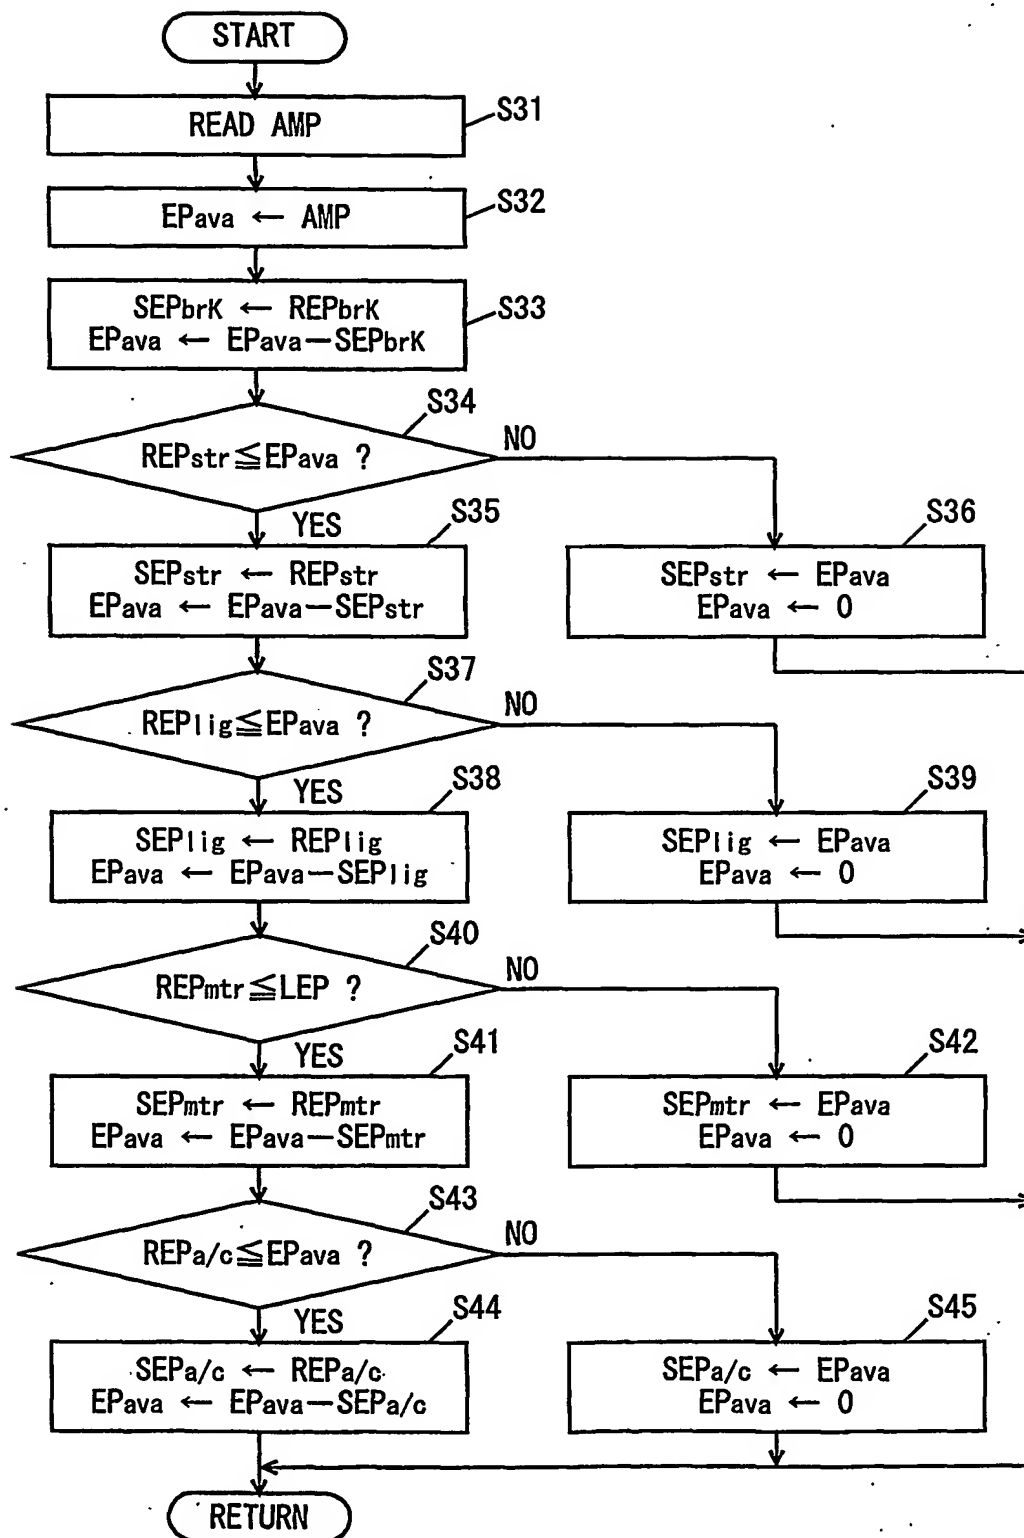 START
READ AMP
S31
EPava ← AMP
S32
SEPbrK ← REPbrK
EPava ← EPava—SEPbrK
S33
S34
REPstr≦EPava ?
NO
YES
S35
SEPstr ← REPstr
EPava ← EPava—SEPstr
S36
SEPstr ← EPava
EPava ← 0
S37
REPlig≦EPava ?
NO
YES
S38
SEPlig ← REPlig
EPava ← EPava—SEPlig
S39
SEPlig ← EPava
EPava ← 0
S40
REPmtr≦LEP ?
NO
YES
S41
SEPmtr ← REPmtr
EPava ← EPava—SEPmtr
S42
SEPmtr ← EPava
EPava ← 0
S43
REPa/c≦EPava ?
NO
YES
S44
SEPa/c ← REPa/c
EPava ← EPava—SEPa/c
S45
SEPa/c ← EPava
EPava ← 0
RETURN